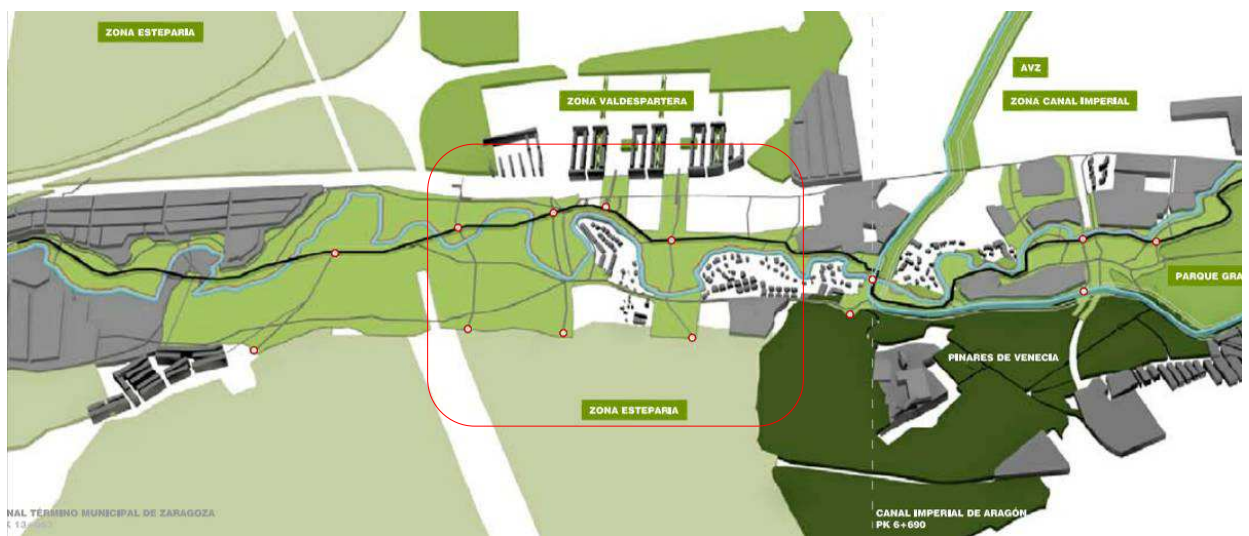 ZONA ESTEPARIA
AVZ
ZONA VALDESPARTERA
ZONA CANAL IMPERIAL
PARQUE GRA
PINARES DE VENECIA
ZONA ESTEPARIA
NAL TÉRMINO MUNICIPAL DE ZARAGOZA
CANAL IMPERIAL DE ARAGÓN
PK 6+690